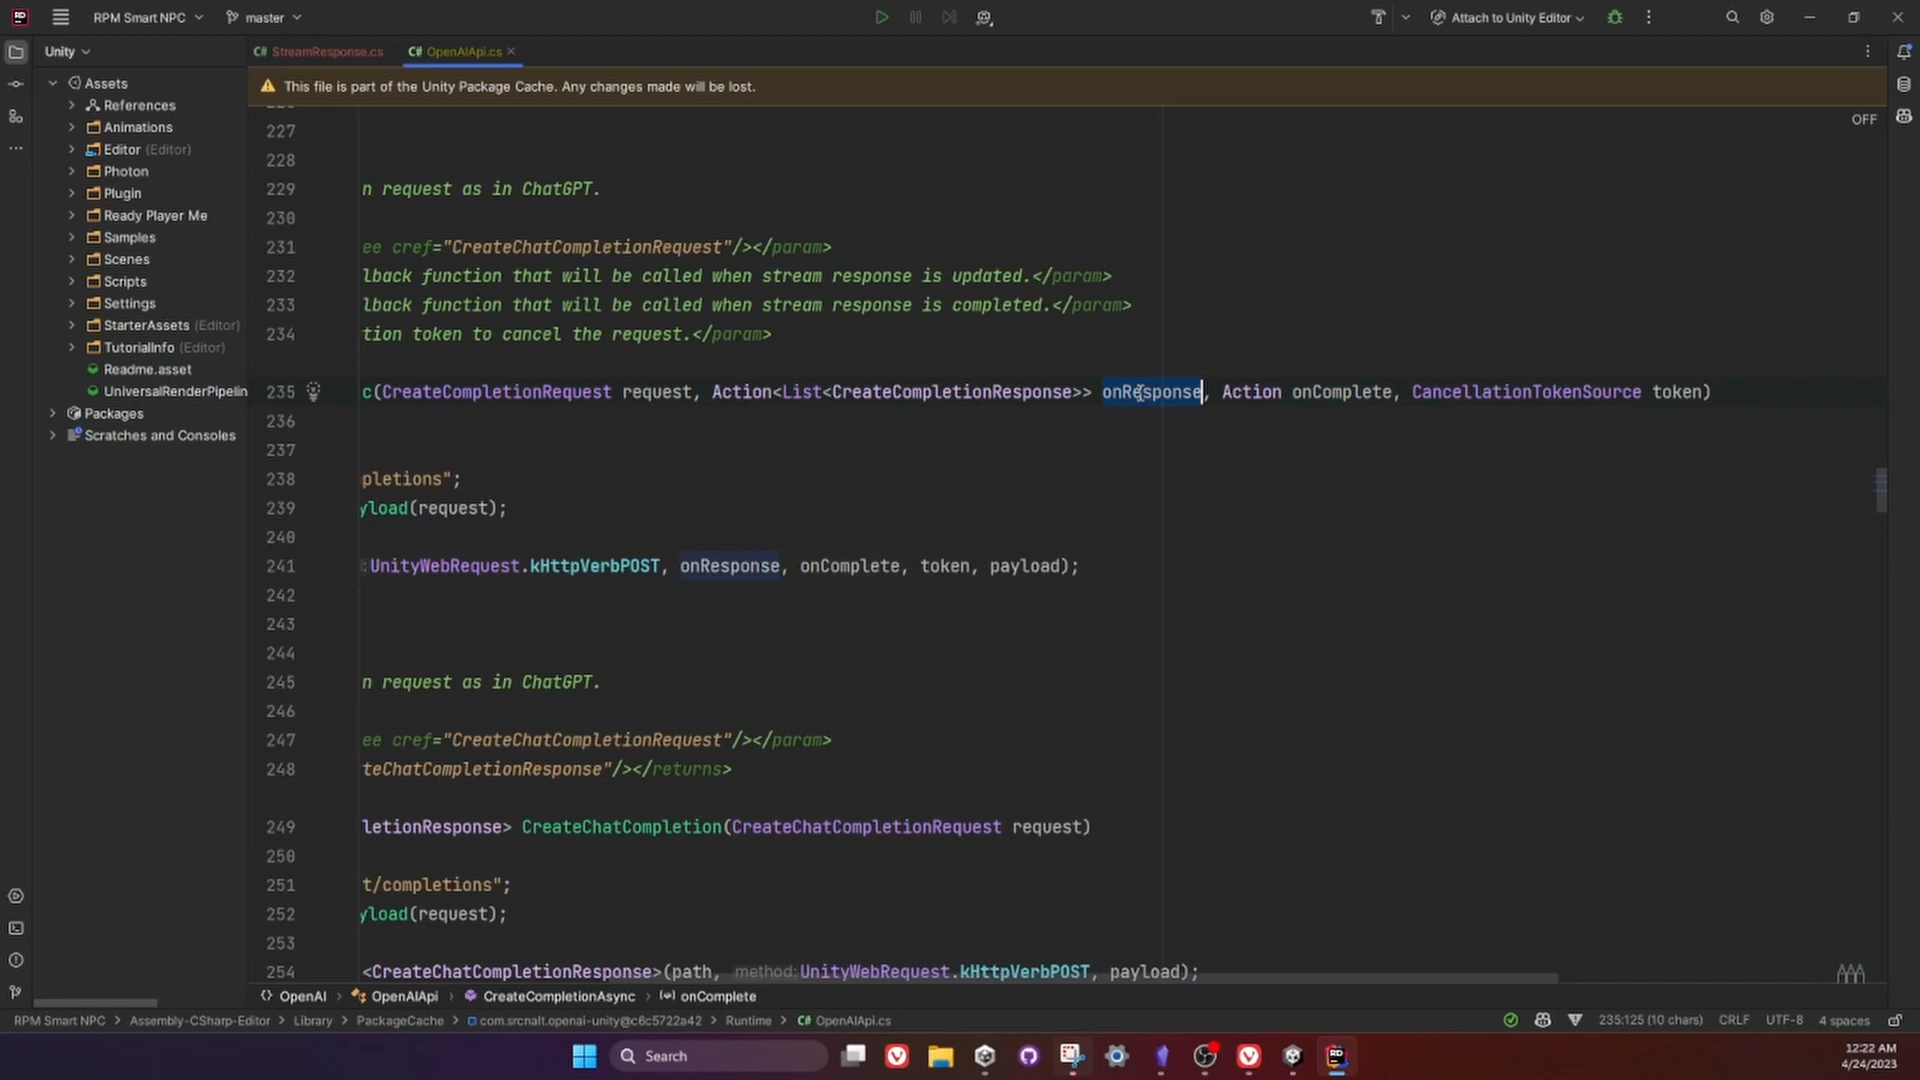 RPM Smart NPC
master
Attach to Unity Editor
Unity
C# StreamResponse.cs
C# OpenAIApi.cs
This file is part of the Unity Package Cache. Any changes made will be lost.
OFF
Assets
References
Animations
Editor (Editor)
Photon
Plugin
Ready Player Me
Samples
Scenes
Scripts
Settings
StarterAssets (Editor)
TutorialInfo (Editor)
Readme.asset
UniversalRenderPipelin
Packages
Scratches and Consoles
227
228
229 n request as in ChatGPT.
230
231 ee cref="CreateChatCompletionRequest"/></param>
232 lback function that will be called when stream response is updated.</param>
233 lback function that will be called when stream response is completed.</param>
234 tion token to cancel the request.</param>
235 c(CreateCompletionRequest request, Action<List<CreateCompletionResponse>> onResponse, Action onComplete, CancellationTokenSource token)
236
237
238 pletions";
239 yload(request);
240
241 :UnityWebRequest.kHttpVerbPOST, onResponse, onComplete, token, payload);
242
243
244
245 n request as in ChatGPT.
246
247 ee cref="CreateChatCompletionRequest"/></param>
248 teChatCompletionResponse"/></returns>
249 letionResponse> CreateChatCompletion(CreateChatCompletionRequest request)
250
251 t/completions";
252 yload(request);
253
254 <CreateChatCompletionResponse>(path, method:UnityWebRequest.kHttpVerbPOST, payload);
OpenAI OpenAIApi CreateCompletionAsync onComplete
RPM Smart NPC Assembly-CSharp-Editor Library PackageCache com.srcnalt.openai-unity@c6c5722a42 Runtime C# OpenAIApi.cs
235:125 (10 chars) CRLF UTF-8 4 spaces
Search
12:22 AM
4/24/2023